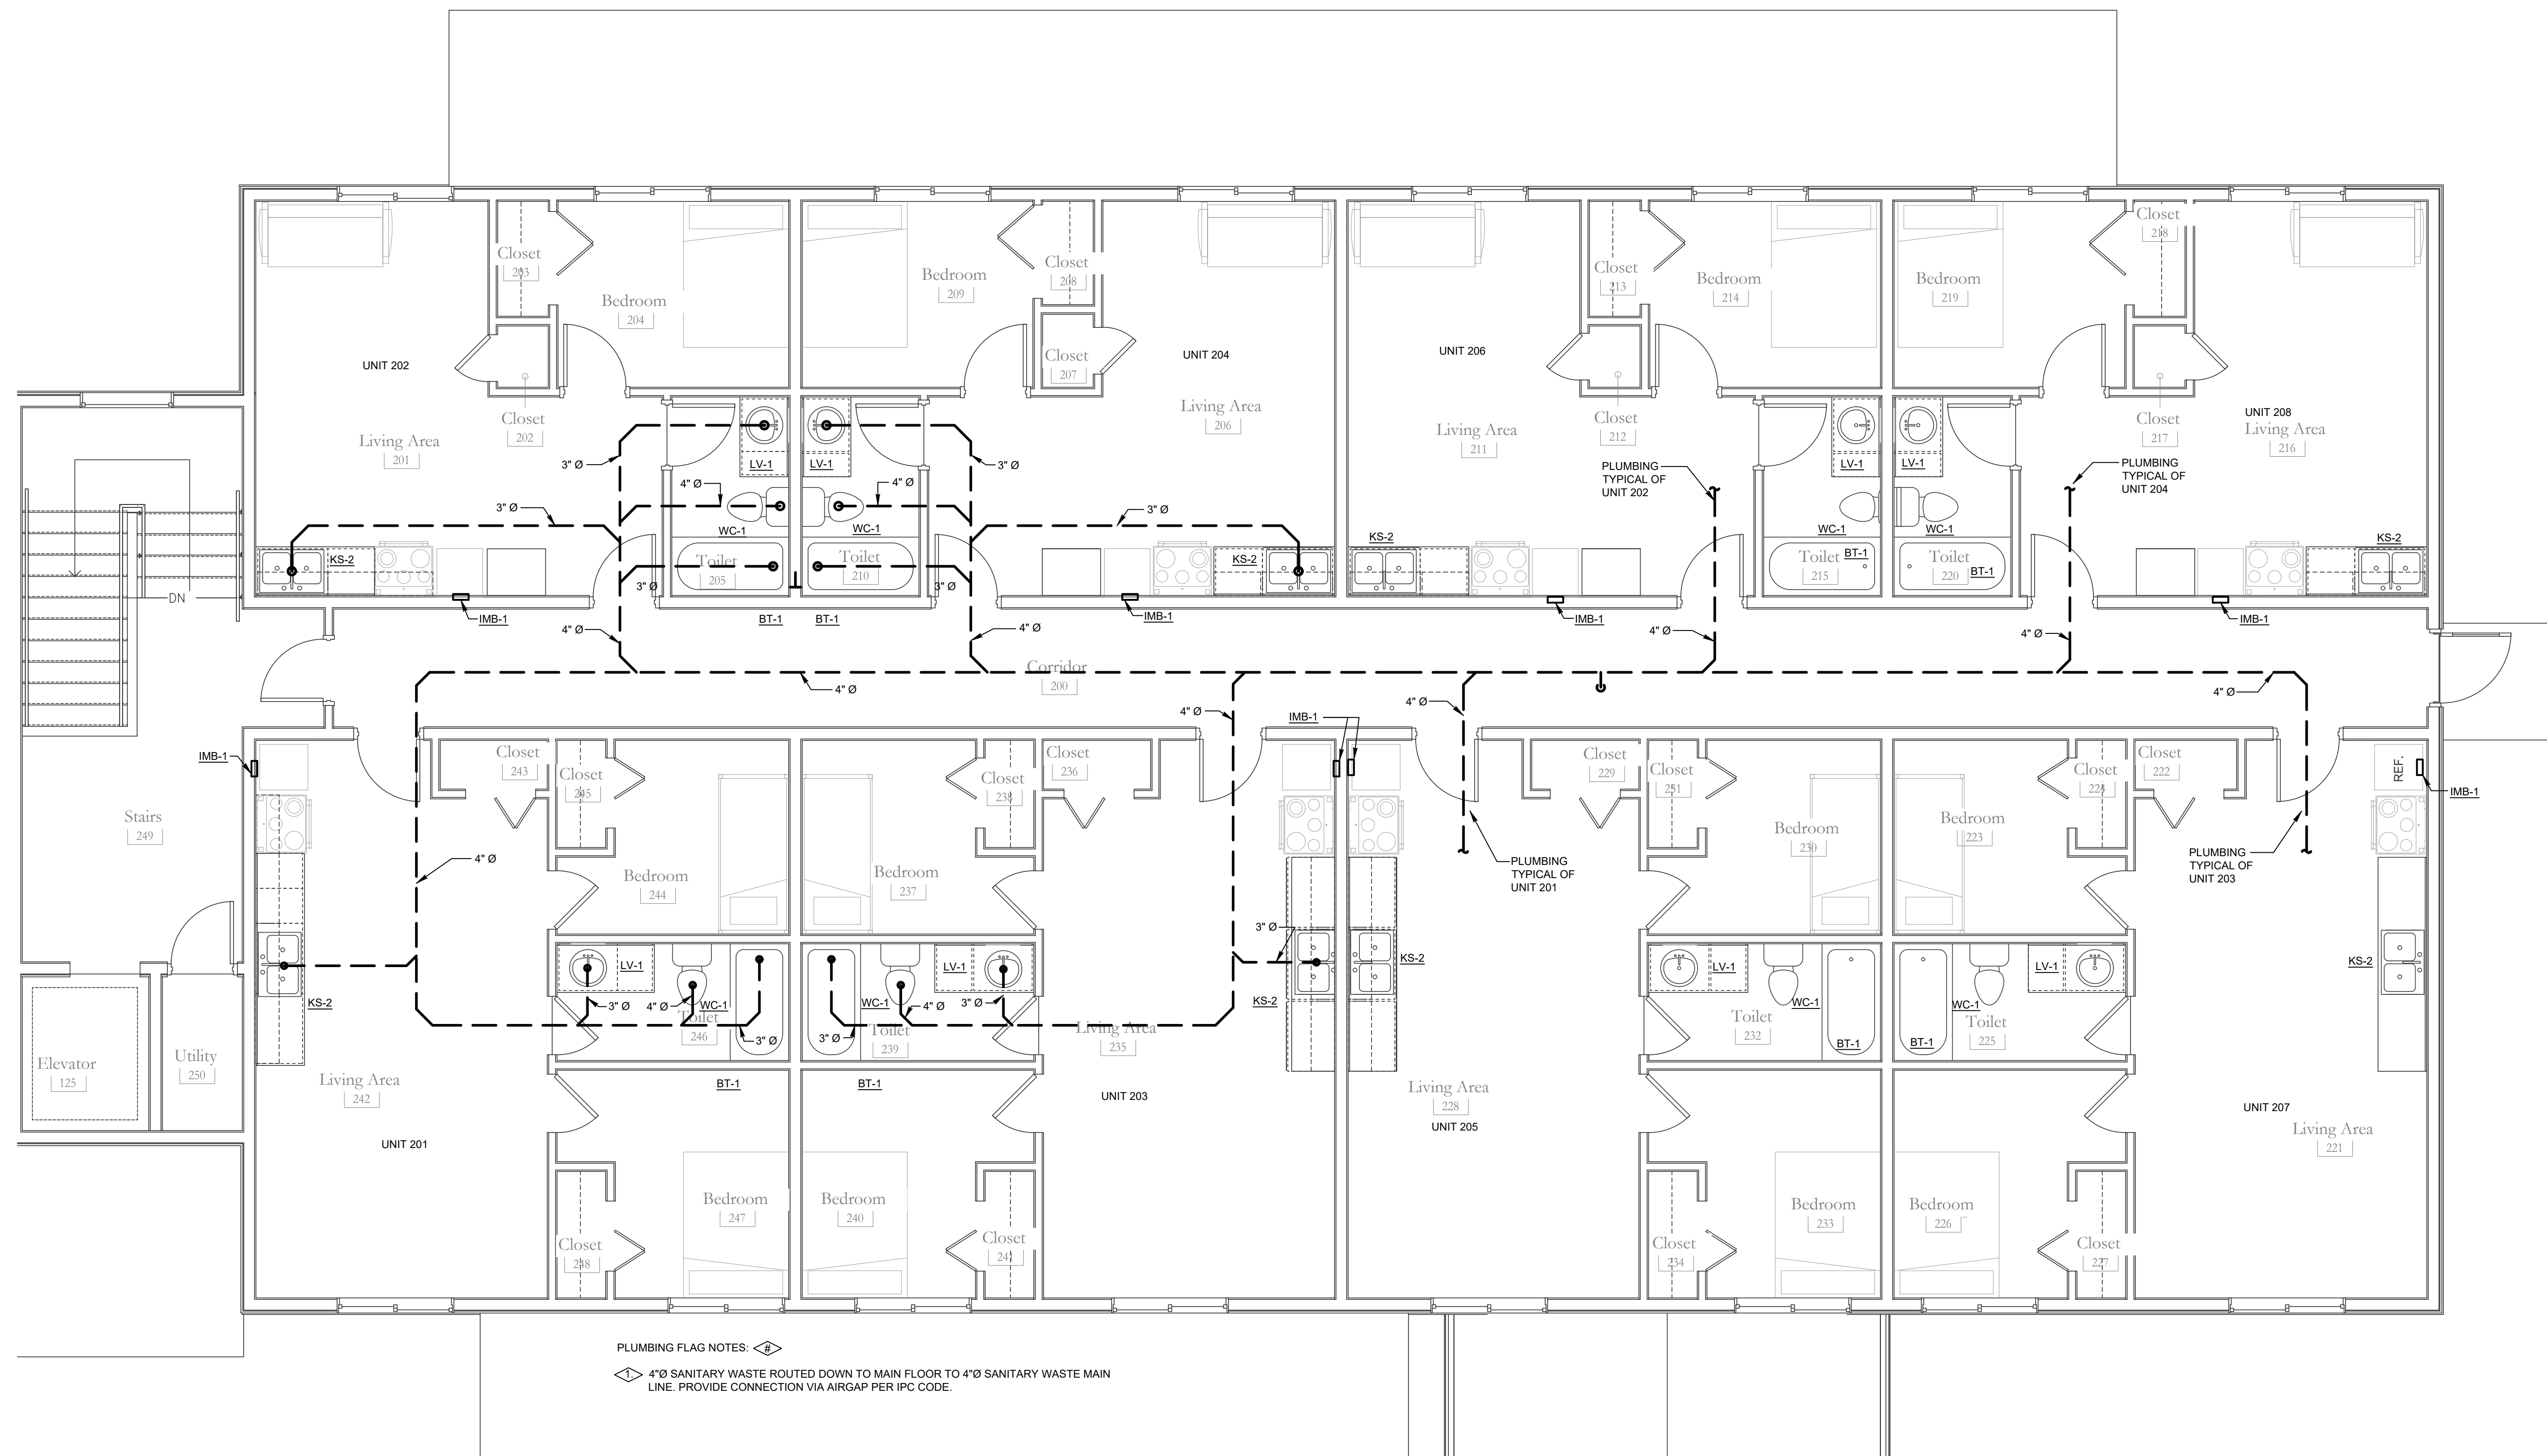 Closet
203
Bedroom
204
Bedroom
209
Closet
208
Closet
213
Bedroom
214
Bedroom
219
Closet
218
UNIT 202
Closet
207
UNIT 204
UNIT 206
Closet
202
Living Area
201
Living Area
206
Living Area
211
Closet
212
Closet
217
UNIT 208
Living Area
216
3" Ø
LV-1
LV-1
3" Ø
PLUMBING
TYPICAL OF
UNIT 202
LV-1
LV-1
PLUMBING
TYPICAL OF
UNIT 204
4" Ø
4" Ø
3" Ø
3" Ø
WC-1
WC-1
WC-1
WC-1
KS-2
KS-2
KS-2
KS-2
Toilet
205
Toilet
210
Toilet
215
BT-1
Toilet
220
BT-1
3" Ø
3" Ø
DN
IMB-1
BT-1
BT-1
IMB-1
IMB-1
IMB-1
4" Ø
4" Ø
4" Ø
4" Ø
Corridor
200
4" Ø
4" Ø
4" Ø
4" Ø
IMB-1
IMB-1
Closet
243
Closet
245
Closet
238
Closet
236
Closet
229
Closet
231
Closet
224
Closet
222
REF.
IMB-1
Stairs
249
4" Ø
Bedroom
244
Bedroom
237
PLUMBING
TYPICAL OF
UNIT 201
Bedroom
230
Bedroom
223
PLUMBING
TYPICAL OF
UNIT 203
3" Ø
LV-1
LV-1
KS-2
LV-1
LV-1
KS-2
KS-2
3" Ø
4" Ø
WC-1
WC-1
4" Ø
3" Ø
KS-2
WC-1
WC-1
Toilet
246
3" Ø
3" Ø
Toilet
239
Living Area
235
Toilet
232
BT-1
BT-1
Toilet
225
Elevator
125
Utility
250
Living Area
242
BT-1
BT-1
UNIT 203
Living Area
228
UNIT 205
UNIT 207
Living Area
221
UNIT 201
Bedroom
247
Bedroom
240
Bedroom
233
Bedroom
226
Closet
248
Closet
241
Closet
234
Closet
227
PLUMBING FLAG NOTES: #
1. 4"Ø SANITARY WASTE ROUTED DOWN TO MAIN FLOOR TO 4"Ø SANITARY WASTE MAIN
LINE. PROVIDE CONNECTION VIA AIRGAP PER IPC CODE.